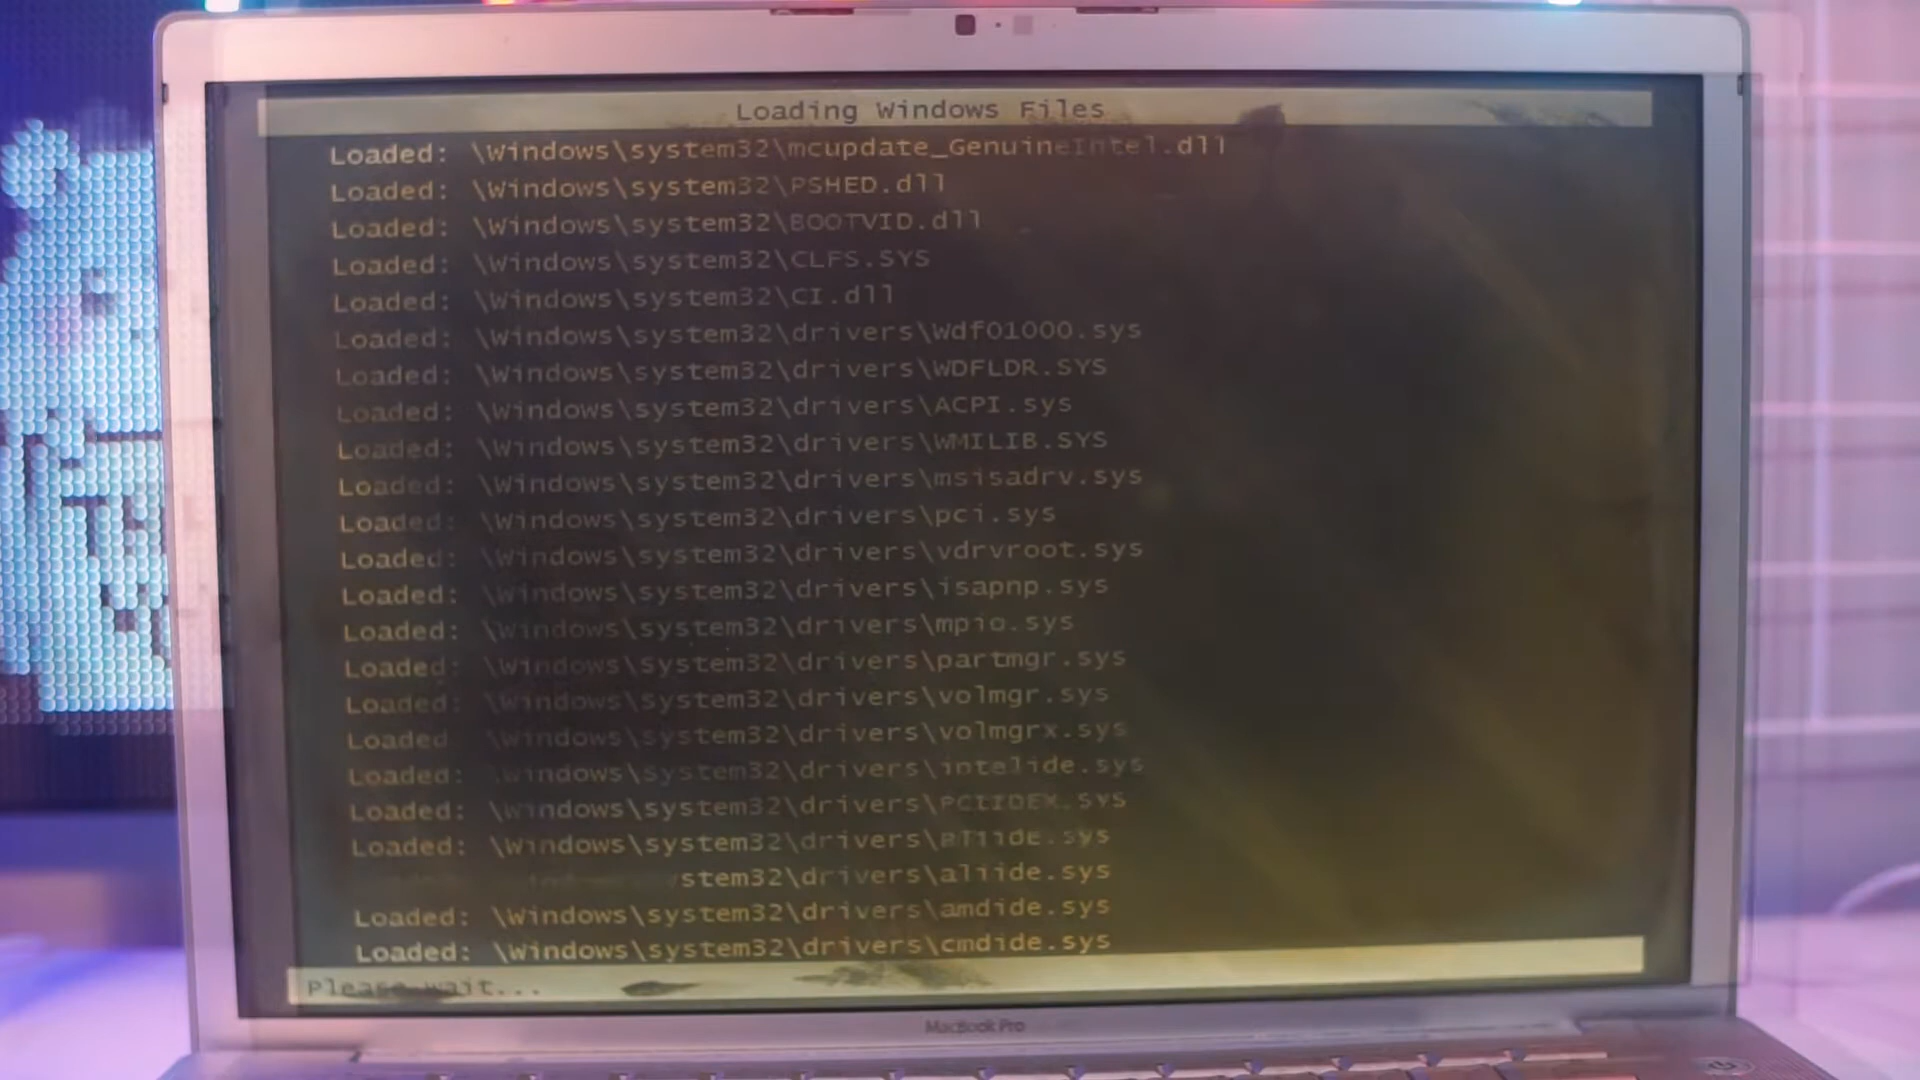 Loading Windows Files
Loaded: \Windows\system32\mcupdate_GenuineIntel.dll
Loaded: \Windows\system32\PSHED.dll
Loaded: \Windows\system32\BOOTVID.dll
Loaded: \Windows\system32\CLFS.SYS
Loaded: \Windows\system32\CI.dll
Loaded: \Windows\system32\drivers\Wdf01000.sys
Loaded: \Windows\system32\drivers\WDFLDR.SYS
Loaded: \Windows\system32\drivers\ACPI.sys
Loaded: \Windows\system32\drivers\WMILIB.SYS
Loaded: \Windows\system32\drivers\msisadrv.sys
Loaded: \Windows\system32\drivers\pci.sys
Loaded: \Windows\system32\drivers\vdrvroot.sys
Loaded: \Windows\system32\drivers\isapnp.sys
Loaded: \Windows\system32\drivers\mpio.sys
Loaded: \Windows\system32\drivers\partmgr.sys
Loaded: \Windows\system32\drivers\volmgr.sys
Loaded \Windows\system32\drivers\volmgrx.sys
Loaded: \Windows\system32\drivers\intelide.sys
Loaded: \Windows\system32\drivers\PCIIDEX.SYS
Loaded: \Windows\system32\drivers\
stem32\drivers\aliide.sys
Loaded: \Windows\system32\drivers\amdide.sys
Loaded: \Windows\system32\drivers\cmdide.sys
Please wait...
MacBook Pro